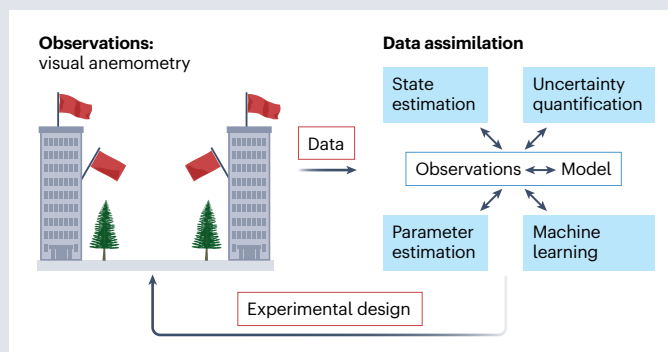 Observations:
visual anemometry
Data
Data assimilation
State
estimation
Uncertainty
quantification
Observations
Model
Parameter
estimation
Machine
learning
Experimental design